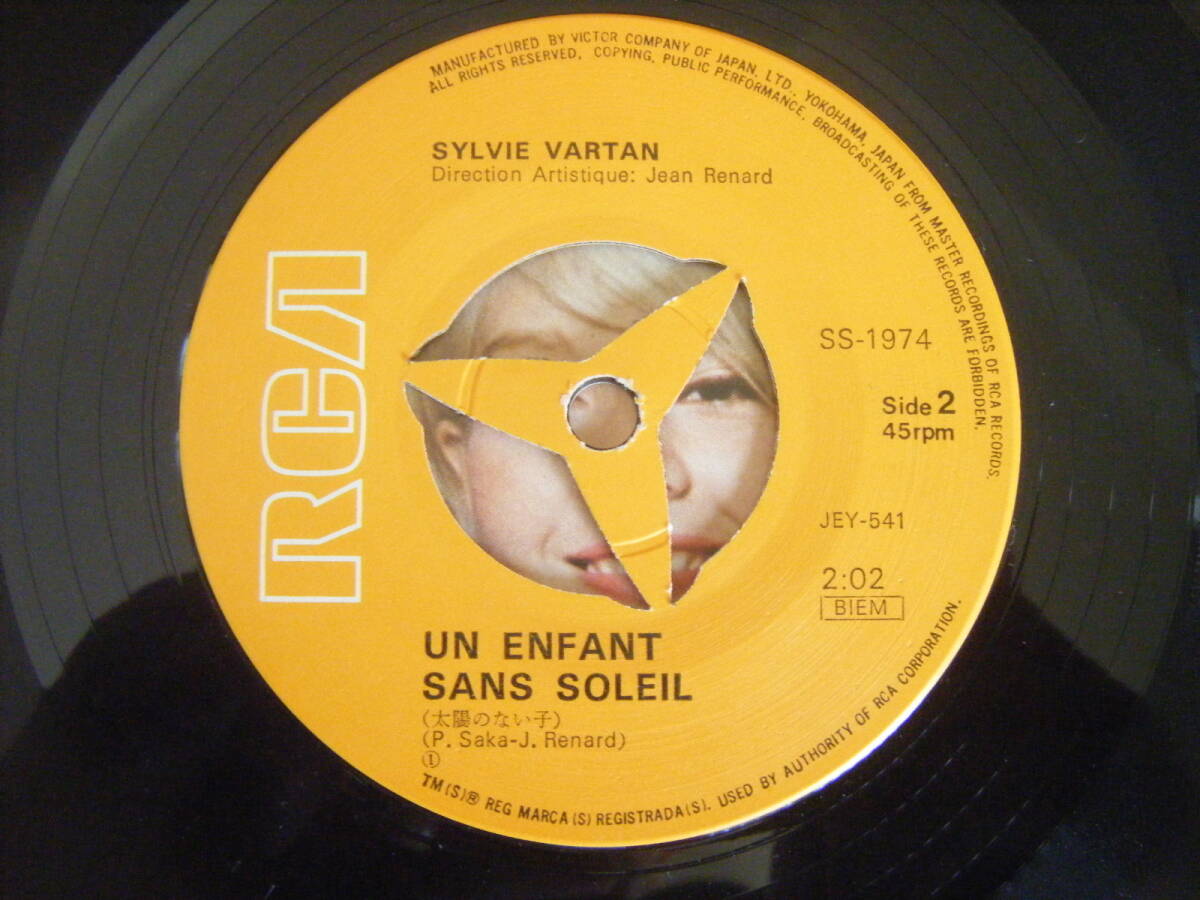 MANUFACTURED BY VICTOR COMPANY OF JAPAN, LTD., YOKOHAMA, JAPAN FROM MASTER RECORDINGS OF RCA RECORDS.
ALL RIGHTS RESERVED, COPYING, PUBLIC PERFORMANCE, BROADCASTING OF THESE RECORDS ARE FORBIDDEN.
SYLVIE VARTAN
Direction Artistique: Jean Renard
RCA
SS-1974
Side 2
45rpm
JEY-541
2:02
BIEM
UN ENFANT
SANS SOLEIL
(太陽のない子)
(P. Saka-J. Renard)
①
TM(S)® REG MARCA(S) REGISTRADA(S). USED BY AUTHORITY OF RCA CORPORATION.